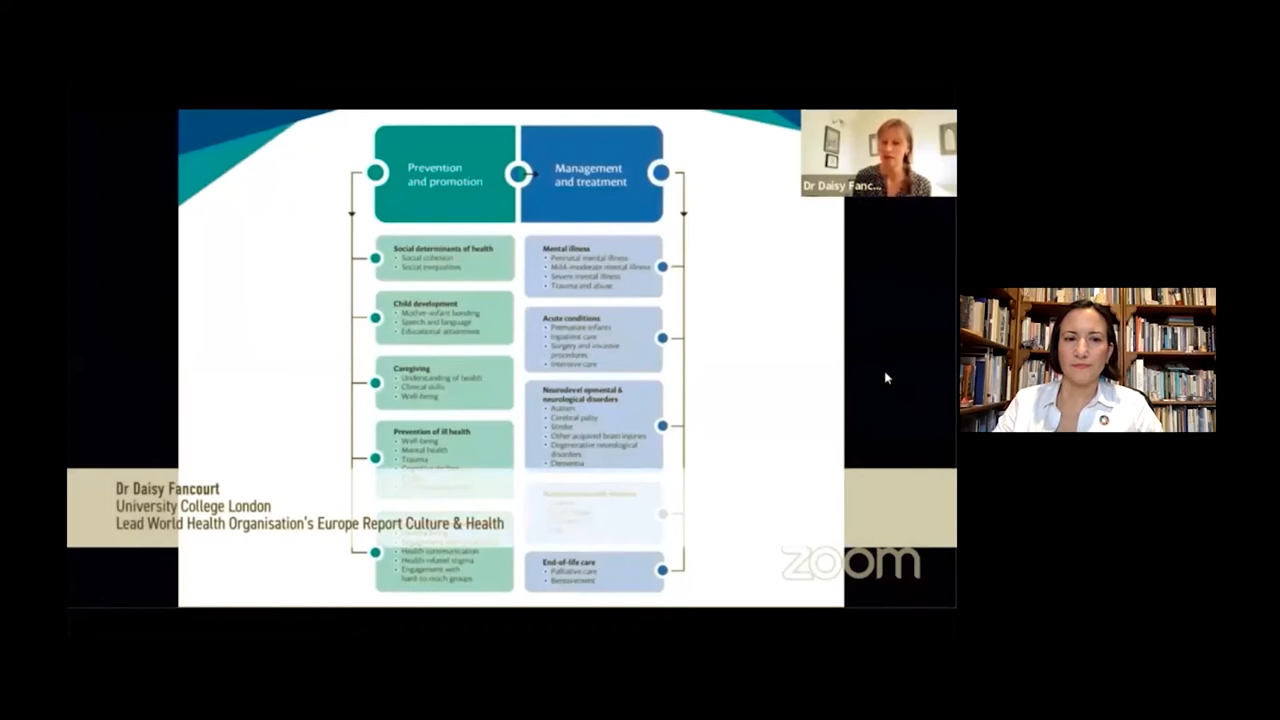 Prevention
and promotion
Management
and treatment
Dr Daisy Fanc...
Social determinants of health
• Social cohesion
• Social inequalities
Child development
• Mother-infant bonding
• Speech and language
• Educational attainment
Caregiving
• Understanding of health
• Clinical skills
• Well-being
Prevention of ill health
• Well-being
• Mental health
• Trauma
• Cognitive decline
• Health communication
• Health-related stigma
• Engagement with
hard-to-reach groups
Mental illness
• Perinatal mental illness
• Mild-moderate mental illness
• Severe mental illness
• Trauma and abuse
Acute conditions
• Premature infants
• Inpatient care
• Surgery and invasive
procedures
• Intensive care
Neurodevelopmental &
neurological disorders
• Autism
• Cerebral palsy
• Stroke
• Other acquired brain injuries
• Degenerative neurological
disorders
• Dementia
End-of-life care
• Palliative care
• Bereavement
Dr Daisy Fancourt
University College London
Lead World Health Organisation's Europe Report Culture & Health
zoom